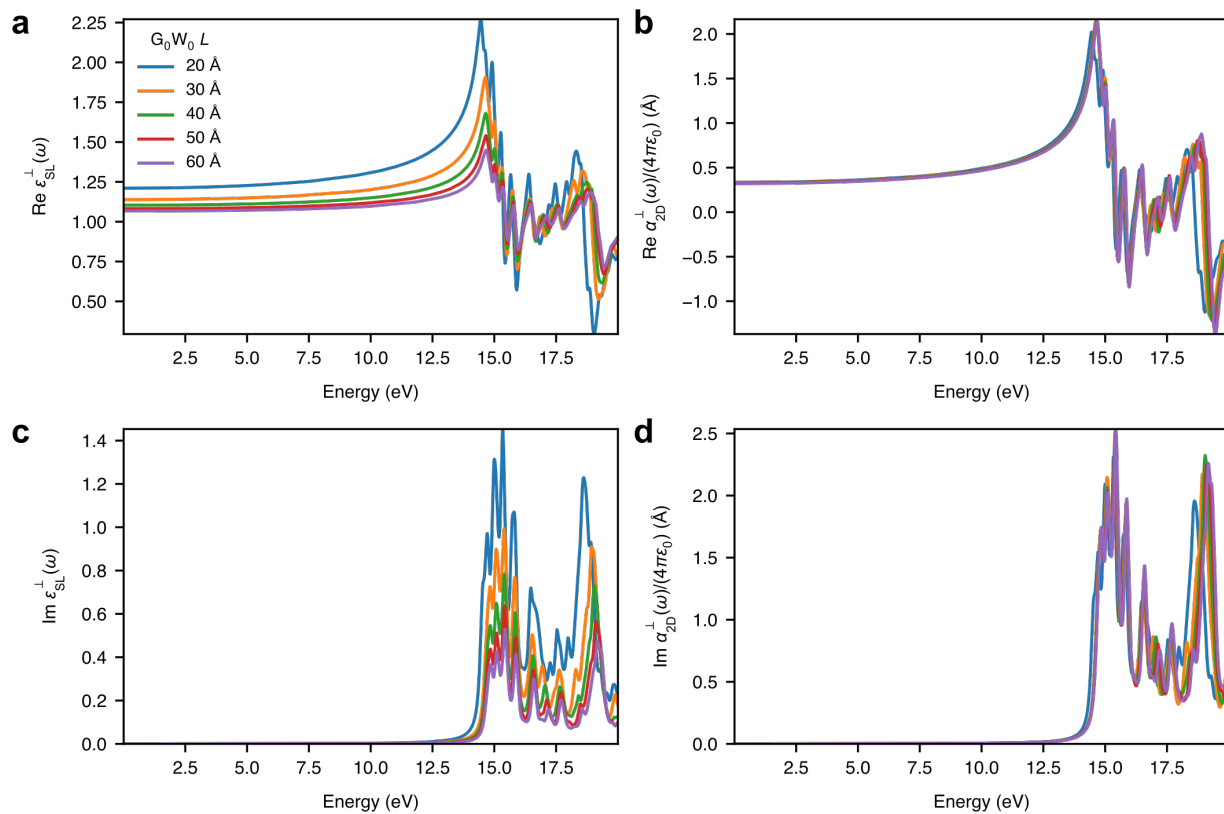 a
Re ε⊥SL(ω)
2.25
2.00
1.75
1.50
1.25
1.00
0.75
0.50
G₀W₀ L
20 Å
30 Å
40 Å
50 Å
60 Å
2.5 5.0 7.5 10.0 12.5 15.0 17.5
Energy (eV)
b
Re α⊥2D(ω)/(4πε₀) (Å)
2.0
1.5
1.0
0.5
0.0
−0.5
−1.0
2.5 5.0 7.5 10.0 12.5 15.0 17.5
Energy (eV)
c
Im ε⊥SL(ω)
1.4
1.2
1.0
0.8
0.6
0.4
0.2
0.0
2.5 5.0 7.5 10.0 12.5 15.0 17.5
Energy (eV)
d
Im α⊥2D(ω)/(4πε₀) (Å)
2.5
2.0
1.5
1.0
0.5
0.0
2.5 5.0 7.5 10.0 12.5 15.0 17.5
Energy (eV)